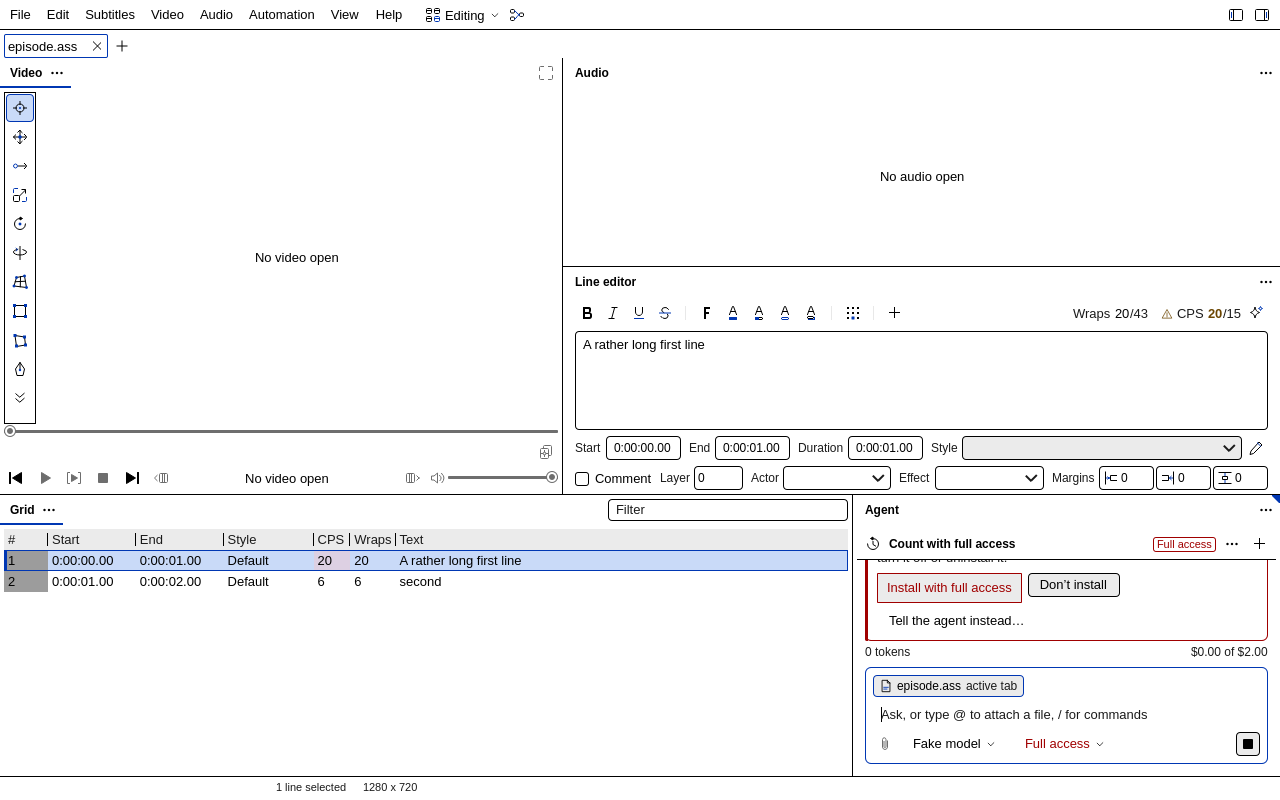 File Edit Subtitles Video Audio Automation View Help Editing
episode.ass
Video
Audio
No video open
No audio open
Line editor
B I U S F A A A A Wraps 20/43 CPS 20/15
A rather long first line
Start 0:00:00.00 End 0:00:01.00 Duration 0:00:01.00 Style
No video open
Comment Layer 0 Actor Effect Margins 0 0 0
Grid
Filter
# Start End Style CPS Wraps Text
1 0:00:00.00 0:00:01.00 Default 20 20 A rather long first line
2 0:00:01.00 0:00:02.00 Default 6 6 second
Agent
Count with full access Full access
Install with full access Don't install
Tell the agent instead…
0 tokens $0.00 of $2.00
episode.ass active tab
Ask, or type @ to attach a file, / for commands
Fake model Full access
1 line selected 1280 x 720